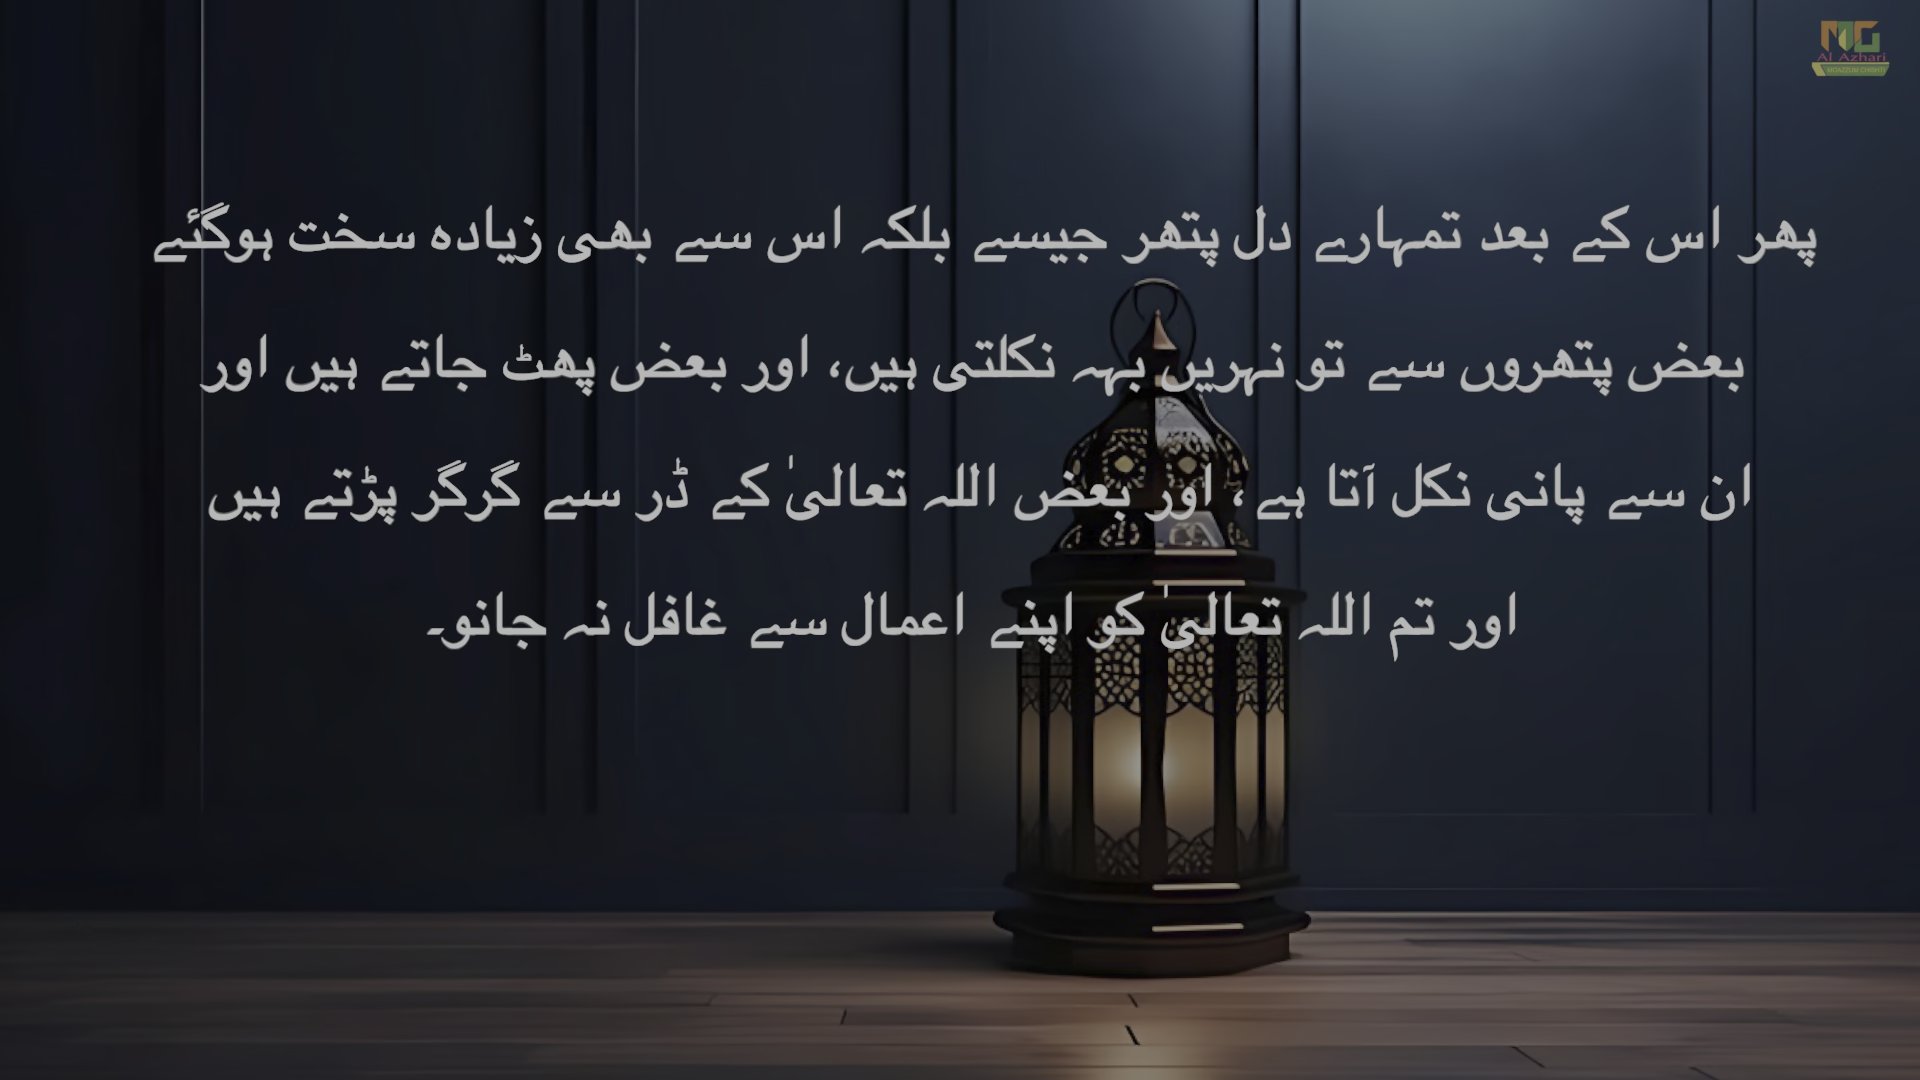 MG
Al Azhari
پھر اس کے بعد تمہارے دل پتھر جیسے بلکہ اس سے بھی زیادہ سخت ہوگئے
بعض پتھروں سے تو نہریں بہہ نکلتی ہیں، اور بعض پھٹ جاتے ہیں اور
ان سے پانی نکل آتا ہے، اور بعض اللہ تعالیٰ کے ڈر سے گرگر پڑتے ہیں
اور تم اللہ تعالیٰ کو اپنے اعمال سے غافل نہ جانو۔